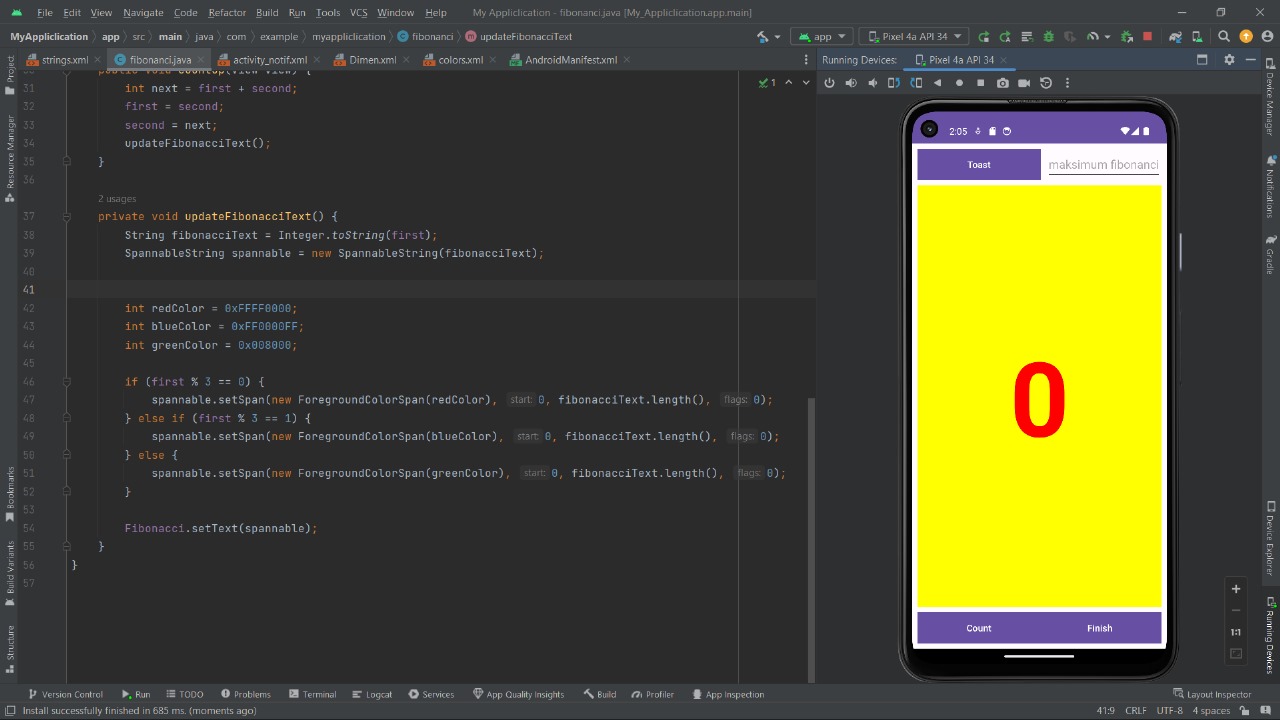 File Edit View Navigate Code Refactor Build Run Tools VCS Window Help My Appliclication - fibonanci.java [My_Appliclication.app.main]
MyAppliclication app src main java com example myappliclication fibonanci updateFibonacciText app Pixel 4a API 34
strings.xml fibonanci.java activity_notif.xml Dimen.xml colors.xml AndroidManifest.xml Running Devices: Pixel 4a API 34
31 int next = first + second;
32 first = second;
33 second = next;
34 updateFibonacciText();
35 }
36
2 usages
37 private void updateFibonacciText() {
38 String fibonacciText = Integer.toString(first);
39 SpannableString spannable = new SpannableString(fibonacciText);
40
41
42 int redColor = 0xFFFF0000;
43 int blueColor = 0xFF0000FF;
44 int greenColor = 0x008000;
45
46 if (first % 3 == 0) {
47 spannable.setSpan(new ForegroundColorSpan(redColor), start: 0, fibonacciText.length(), flags: 0);
48 } else if (first % 3 == 1) {
49 spannable.setSpan(new ForegroundColorSpan(blueColor), start: 0, fibonacciText.length(), flags: 0);
50 } else {
51 spannable.setSpan(new ForegroundColorSpan(greenColor), start: 0, fibonacciText.length(), flags: 0);
52 }
53
54 Fibonacci.setText(spannable);
55 }
56 }
57
1
Project
Resource Manager
Bookmarks
Build Variants
Structure
2:05
Toast maksimum fibonanci
0
Count Finish
1:1
Device Manager
Notifications
Gradle
Device Explorer
Running Devices
Version Control Run TODO Problems Terminal Logcat Services App Quality Insights Build Profiler App Inspection Layout Inspector
Install successfully finished in 685 ms. (moments ago) 41:9 CRLF UTF-8 4 spaces